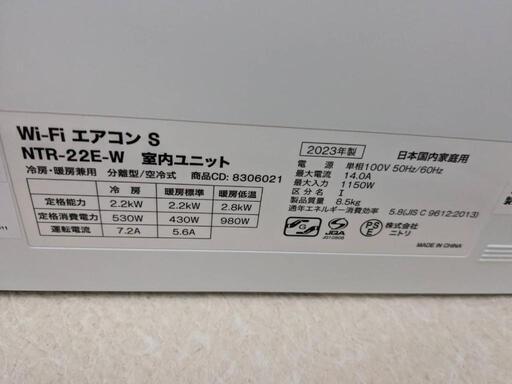 Wi-Fi エアコン S
NTR-22E-W 室内ユニット
冷房・暖房兼用 分離型/空冷式 商品CD: 8306021
冷房 暖房標準 暖房低温
定格能力 2.2kW 2.2kW 2.8kW
定格消費電力 530W 430W 980W
運転電流 7.2A 5.6A
2023年製 日本国内家庭用
電源 単相100V 50Hz/60Hz
最大電流 14.0A
最大入力 1150W
区分名 I
製品質量 8.5kg
通年エネルギー消費効率 5.8(JIS C 9612:2013)
JQA
JQ0806
PS
E
株式会社
ニトリ
MADE IN CHINA